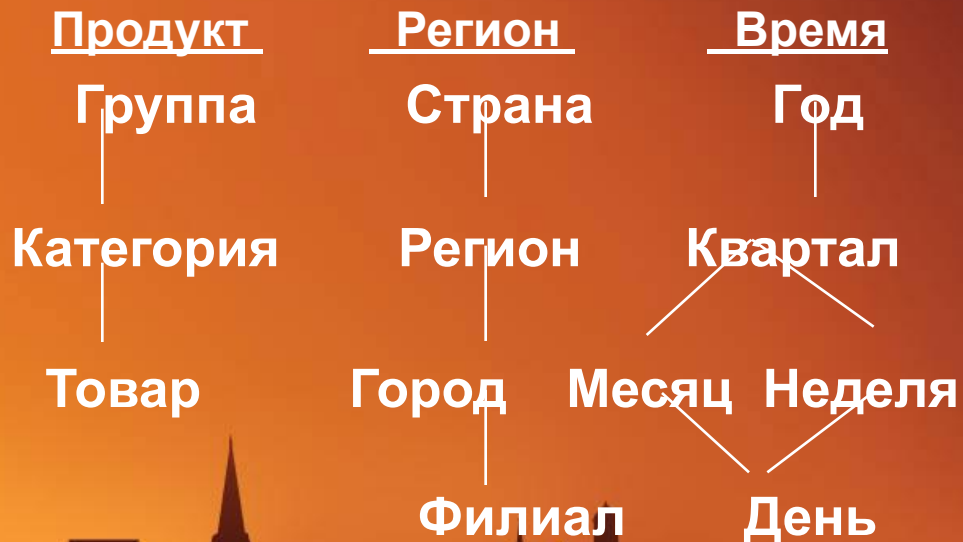 Продукт Регион Время
Группа Страна Год
Категория Регион Квартал
Товар Город Месяц Неделя
Филиал День